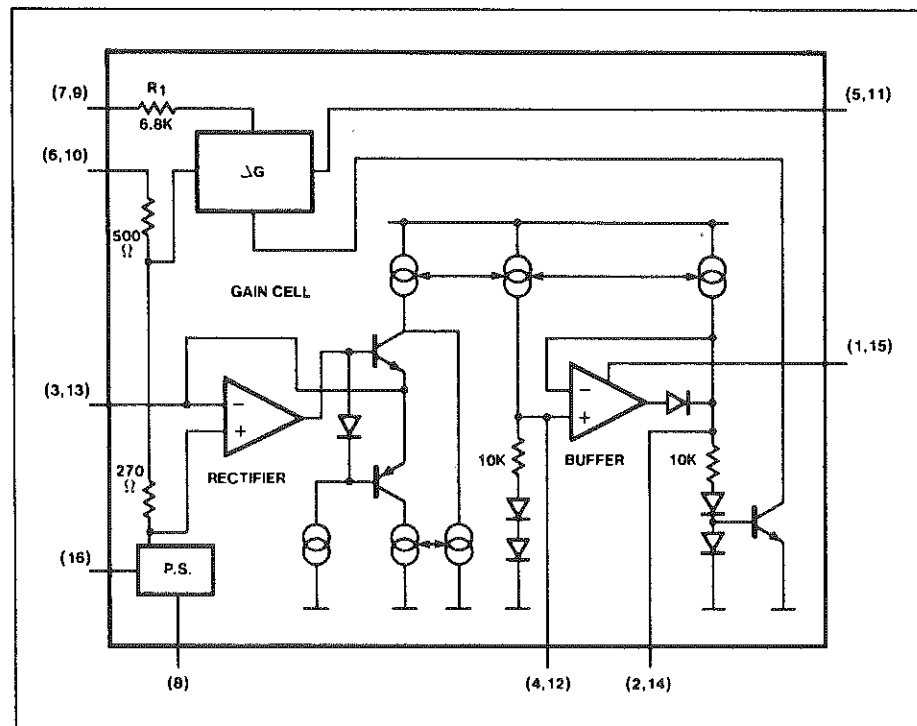 (7,9)
R1
6.8K
(5,11)
(6,10)
ΔG
500
Ω
GAIN CELL
(1,15)
(3,13)
−
+
−
+
10K
BUFFER
10K
RECTIFIER
270
Ω
(16)
P.S.
(8)
(4,12)
(2,14)